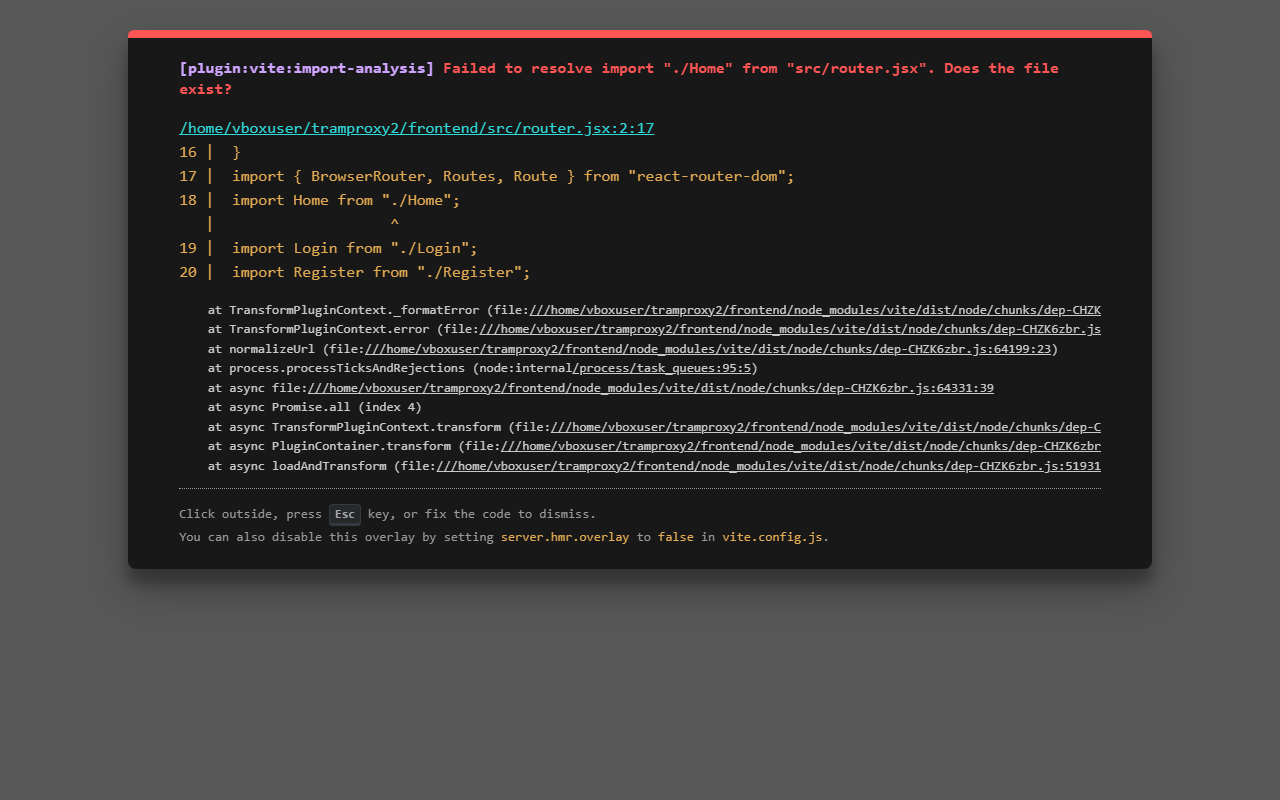 [plugin:vite:import-analysis] Failed to resolve import "./Home" from "src/router.jsx". Does the file
exist?
/home/vboxuser/tramproxy2/frontend/src/router.jsx:2:17
16 |  }
17 |  import { BrowserRouter, Routes, Route } from "react-router-dom";
18 |  import Home from "./Home";
   |                    ^
19 |  import Login from "./Login";
20 |  import Register from "./Register";
at TransformPluginContext._formatError (file:///home/vboxuser/tramproxy2/frontend/node_modules/vite/dist/node/chunks/dep-CHZK
at TransformPluginContext.error (file:///home/vboxuser/tramproxy2/frontend/node_modules/vite/dist/node/chunks/dep-CHZK6zbr.js
at normalizeUrl (file:///home/vboxuser/tramproxy2/frontend/node_modules/vite/dist/node/chunks/dep-CHZK6zbr.js:64199:23)
at process.processTicksAndRejections (node:internal/process/task_queues:95:5)
at async file:///home/vboxuser/tramproxy2/frontend/node_modules/vite/dist/node/chunks/dep-CHZK6zbr.js:64331:39
at async Promise.all (index 4)
at async TransformPluginContext.transform (file:///home/vboxuser/tramproxy2/frontend/node_modules/vite/dist/node/chunks/dep-C
at async PluginContainer.transform (file:///home/vboxuser/tramproxy2/frontend/node_modules/vite/dist/node/chunks/dep-CHZK6zbr
at async loadAndTransform (file:///home/vboxuser/tramproxy2/frontend/node_modules/vite/dist/node/chunks/dep-CHZK6zbr.js:51931
Click outside, press Esc key, or fix the code to dismiss.
You can also disable this overlay by setting server.hmr.overlay to false in vite.config.js.